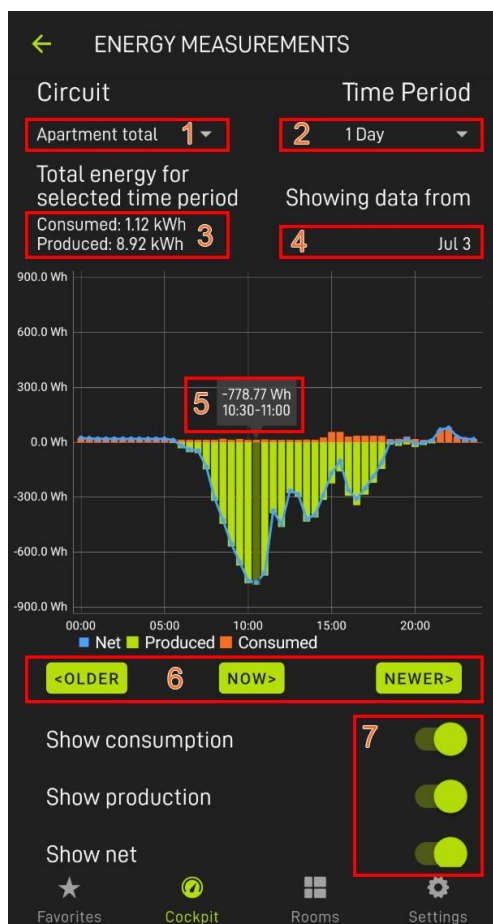 ENERGY MEASUREMENTS
Circuit
Time Period
Apartment total
1
2
1 Day
Total energy for
selected time period
Showing data from
Consumed: 1.12 kWh
Produced: 8.92 kWh
3
4
Jul 3
900.0 Wh
600.0 Wh
300.0 Wh
5
-778.77 Wh
10:30-11:00
0.0 Wh
-300.0 Wh
-600.0 Wh
-900.0 Wh
00:00 05:00 10:00 15:00 20:00
Net Produced Consumed
<OLDER 6 NOW> NEWER>
7
Show consumption
Show production
Show net
Favorites Cockpit Rooms Settings